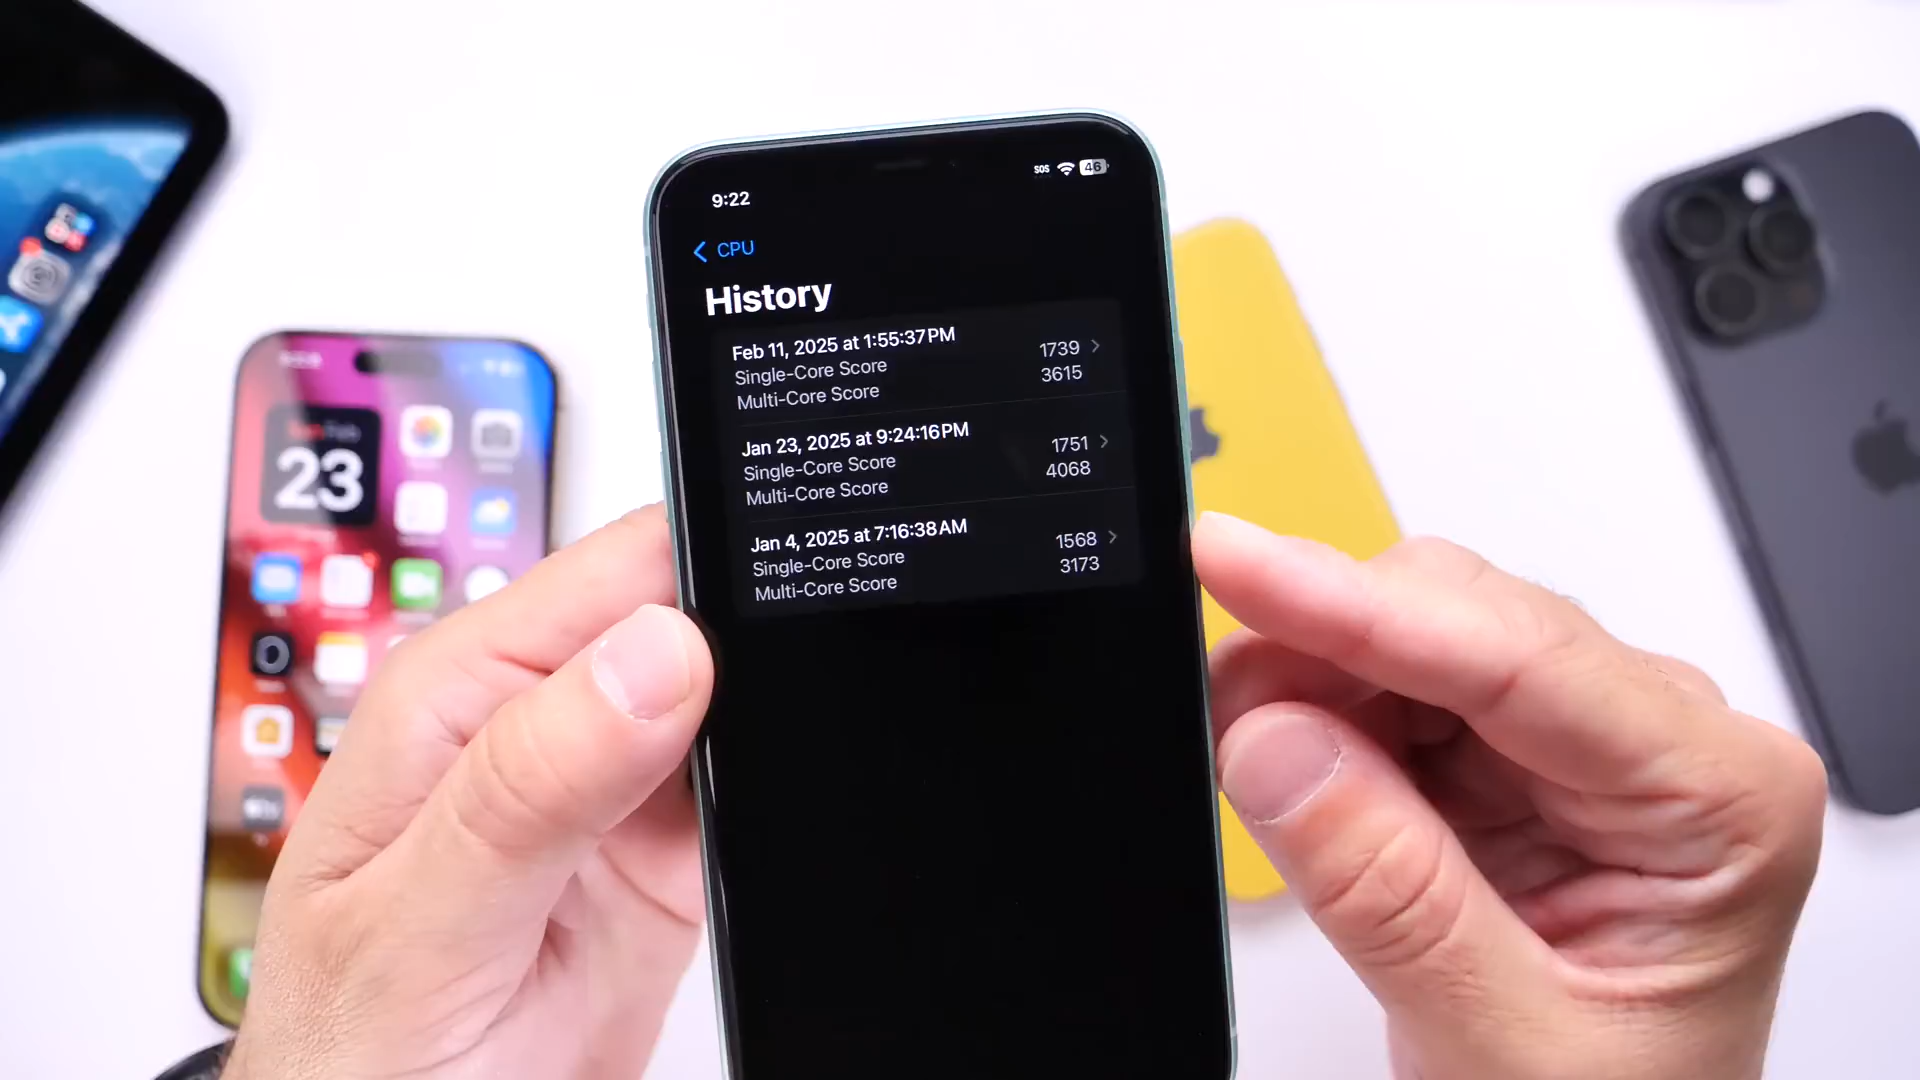 9:22
SOS
46
CPU
History
Feb 11, 2025 at 1:55:37 PM
Single-Core Score 1739
Multi-Core Score 3615
Jan 23, 2025 at 9:24:16 PM
Single-Core Score 1751
Multi-Core Score 4068
Jan 4, 2025 at 7:16:38 AM
Single-Core Score 1568
Multi-Core Score 3173
23